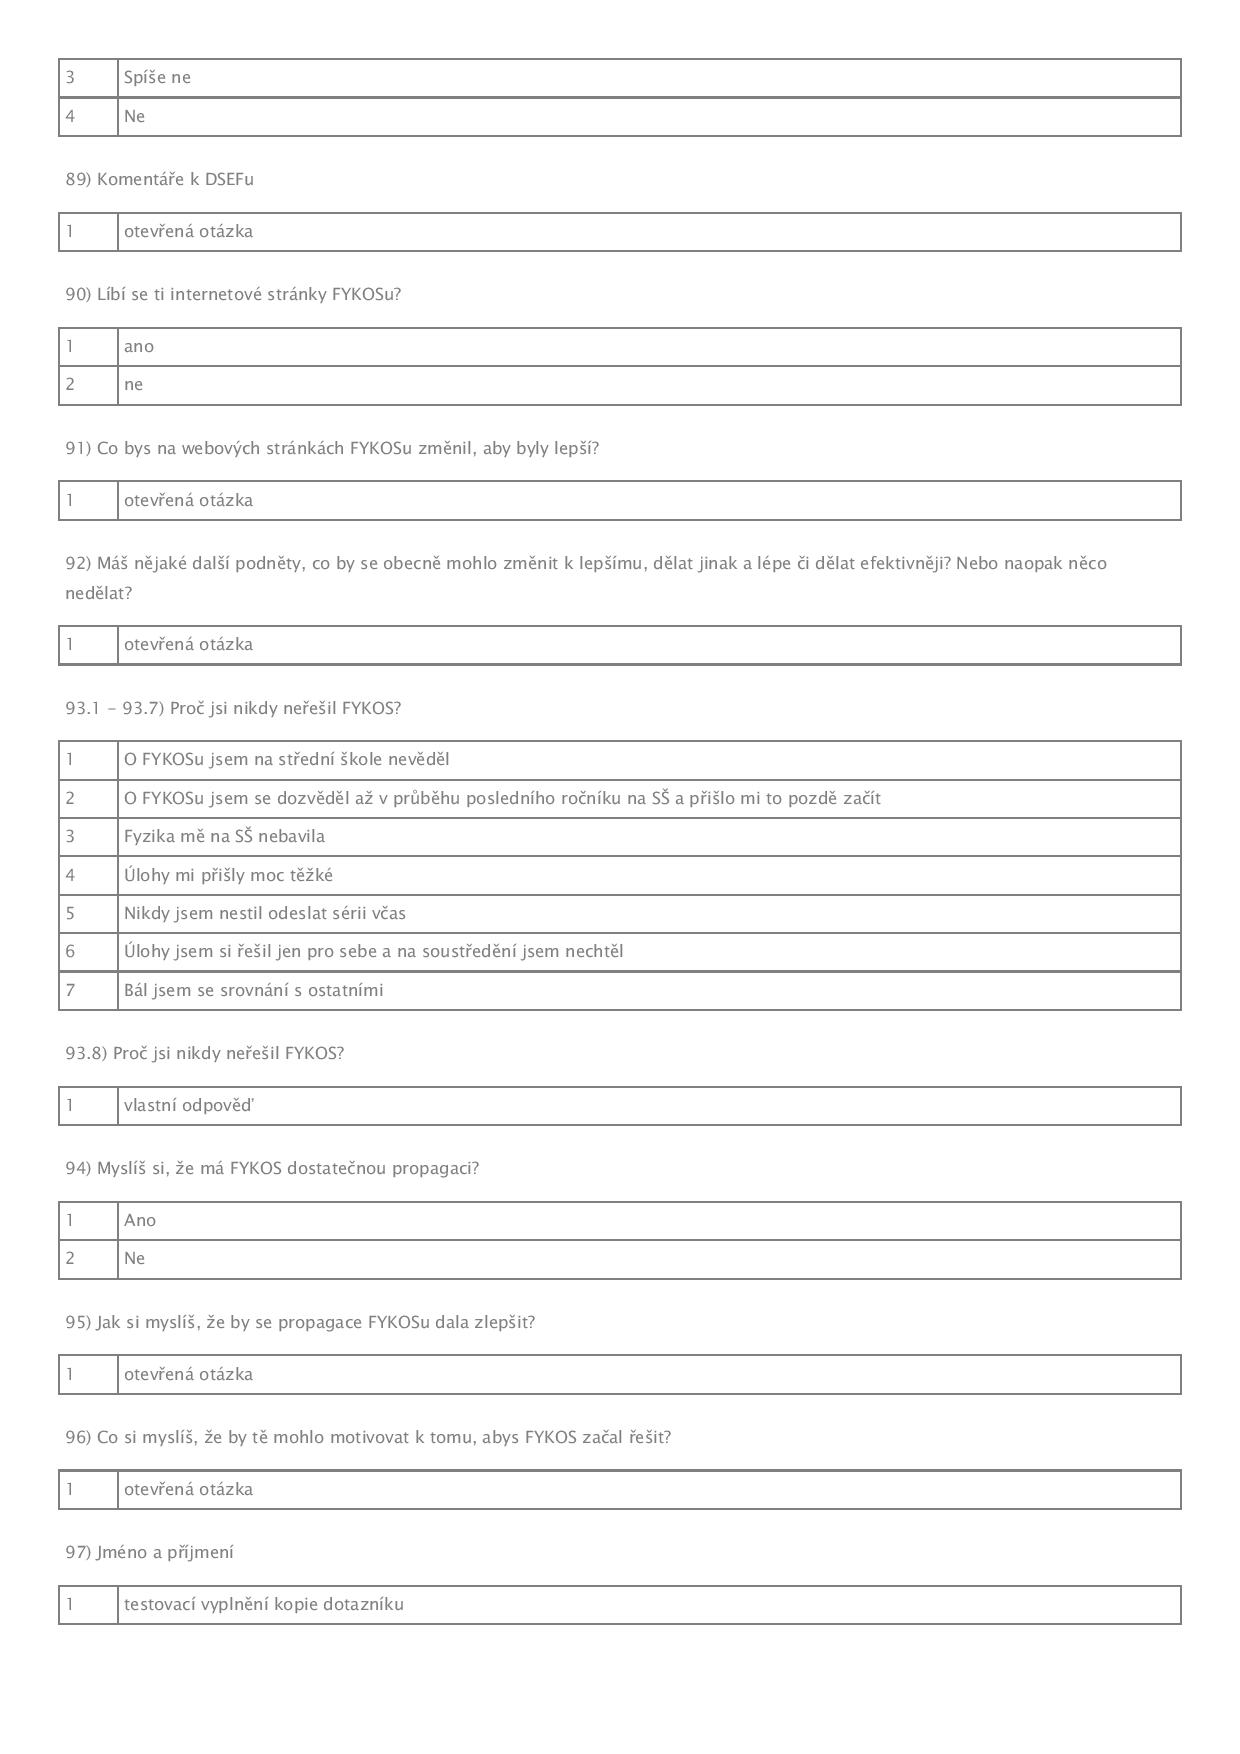 3 Spíše ne
4 Ne
89) Komentáře k DSEFu
1 otevřená otázka
90) Líbí se ti internetové stránky FYKOSu?
1 ano
2 ne
91) Co bys na webových stránkách FYKOSu změnil, aby byly lepší?
1 otevřená otázka
92) Máš nějaké další podněty, co by se obecně mohlo změnit k lepšímu, dělat jinak a lépe či dělat efektivněji? Nebo naopak něco
nedělat?
1 otevřená otázka
93.1 – 93.7) Proč jsi nikdy neřešil FYKOS?
1 O FYKOSu jsem na střední škole nevěděl
2 O FYKOSu jsem se dozvěděl až v průběhu posledního ročníku na SŠ a přišlo mi to pozdě začít
3 Fyzika mě na SŠ nebavila
4 Úlohy mi přišly moc těžké
5 Nikdy jsem nestil odeslat sérii včas
6 Úlohy jsem si řešil jen pro sebe a na soustředění jsem nechtěl
7 Bál jsem se srovnání s ostatními
93.8) Proč jsi nikdy neřešil FYKOS?
1 vlastní odpověď
94) Myslíš si, že má FYKOS dostatečnou propagaci?
1 Ano
2 Ne
95) Jak si myslíš, že by se propagace FYKOSu dala zlepšit?
1 otevřená otázka
96) Co si myslíš, že by tě mohlo motivovat k tomu, abys FYKOS začal řešit?
1 otevřená otázka
97) Jméno a příjmení
1 testovací vyplnění kopie dotazníku